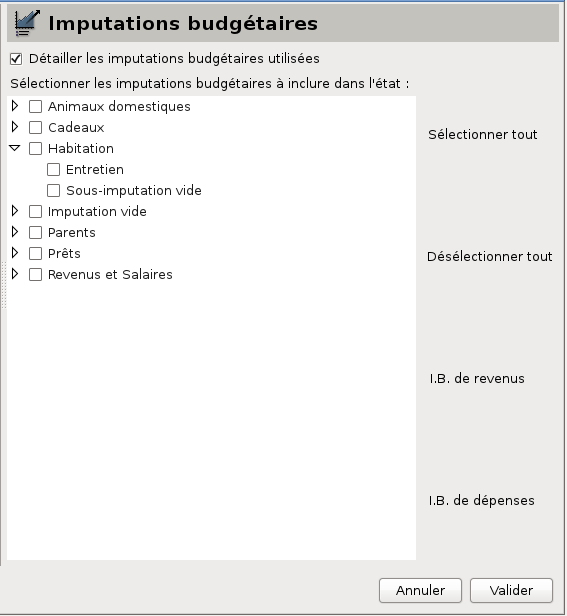 Imputations budgétaires
Détailler les imputations budgétaires utilisées
Sélectionner les imputations budgétaires à inclure dans l'état :
Animaux domestiques
Cadeaux
Habitation
Entretien
Sous-imputation vide
Imputation vide
Parents
Prêts
Revenus et Salaires
Sélectionner tout
Désélectionner tout
I.B. de revenus
I.B. de dépenses
Annuler
Valider